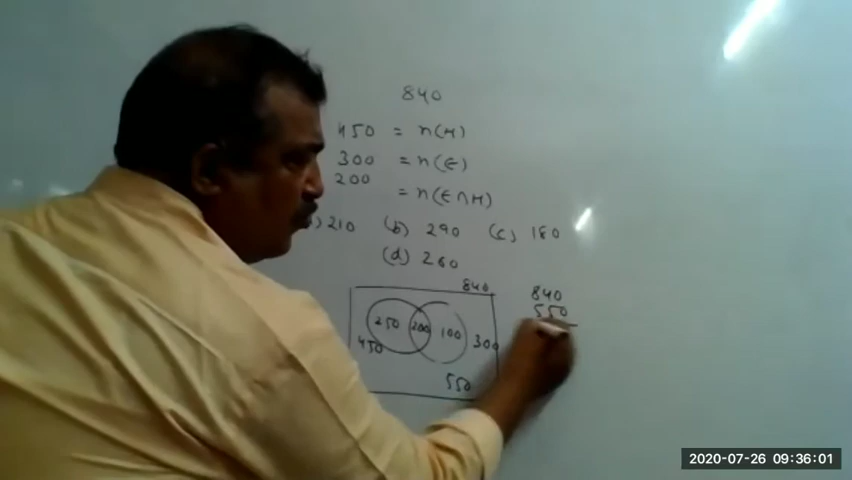 840
450 = n(H)
300 = n(E)
200 = n(E∩H)
) 210 (b) 290 (c) 180
(d) 260
840
250 200 100
450 300
550
840
550
2020-07-26 09:36:01